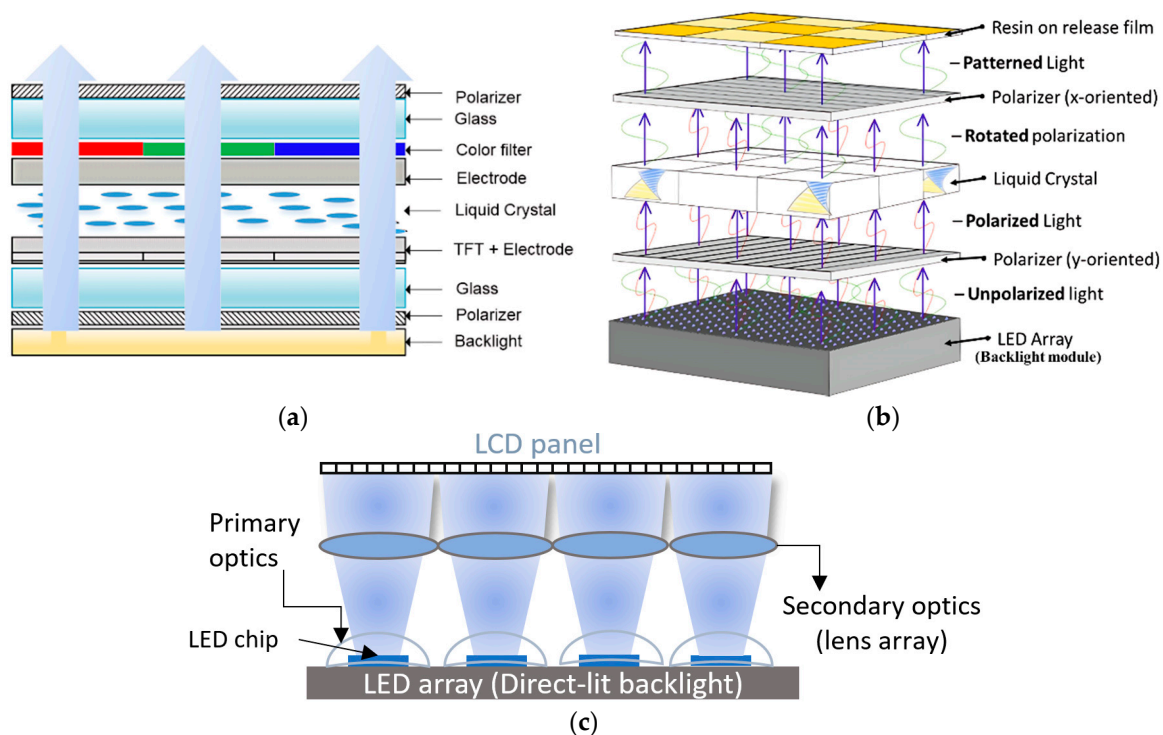 (a)
Polarizer
Glass
Color filter
Electrode
Liquid Crystal
TFT + Electrode
Glass
Polarizer
Backlight
(b)
Resin on release film
Patterned Light
Polarizer (x-oriented)
Rotated polarization
Liquid Crystal
Polarized Light
Polarizer (y-oriented)
Unpolarized light
LED Array
(Backlight module)
LCD panel
Primary
optics
LED chip
Secondary optics
(lens array)
LED array (Direct-lit backlight)
(c)